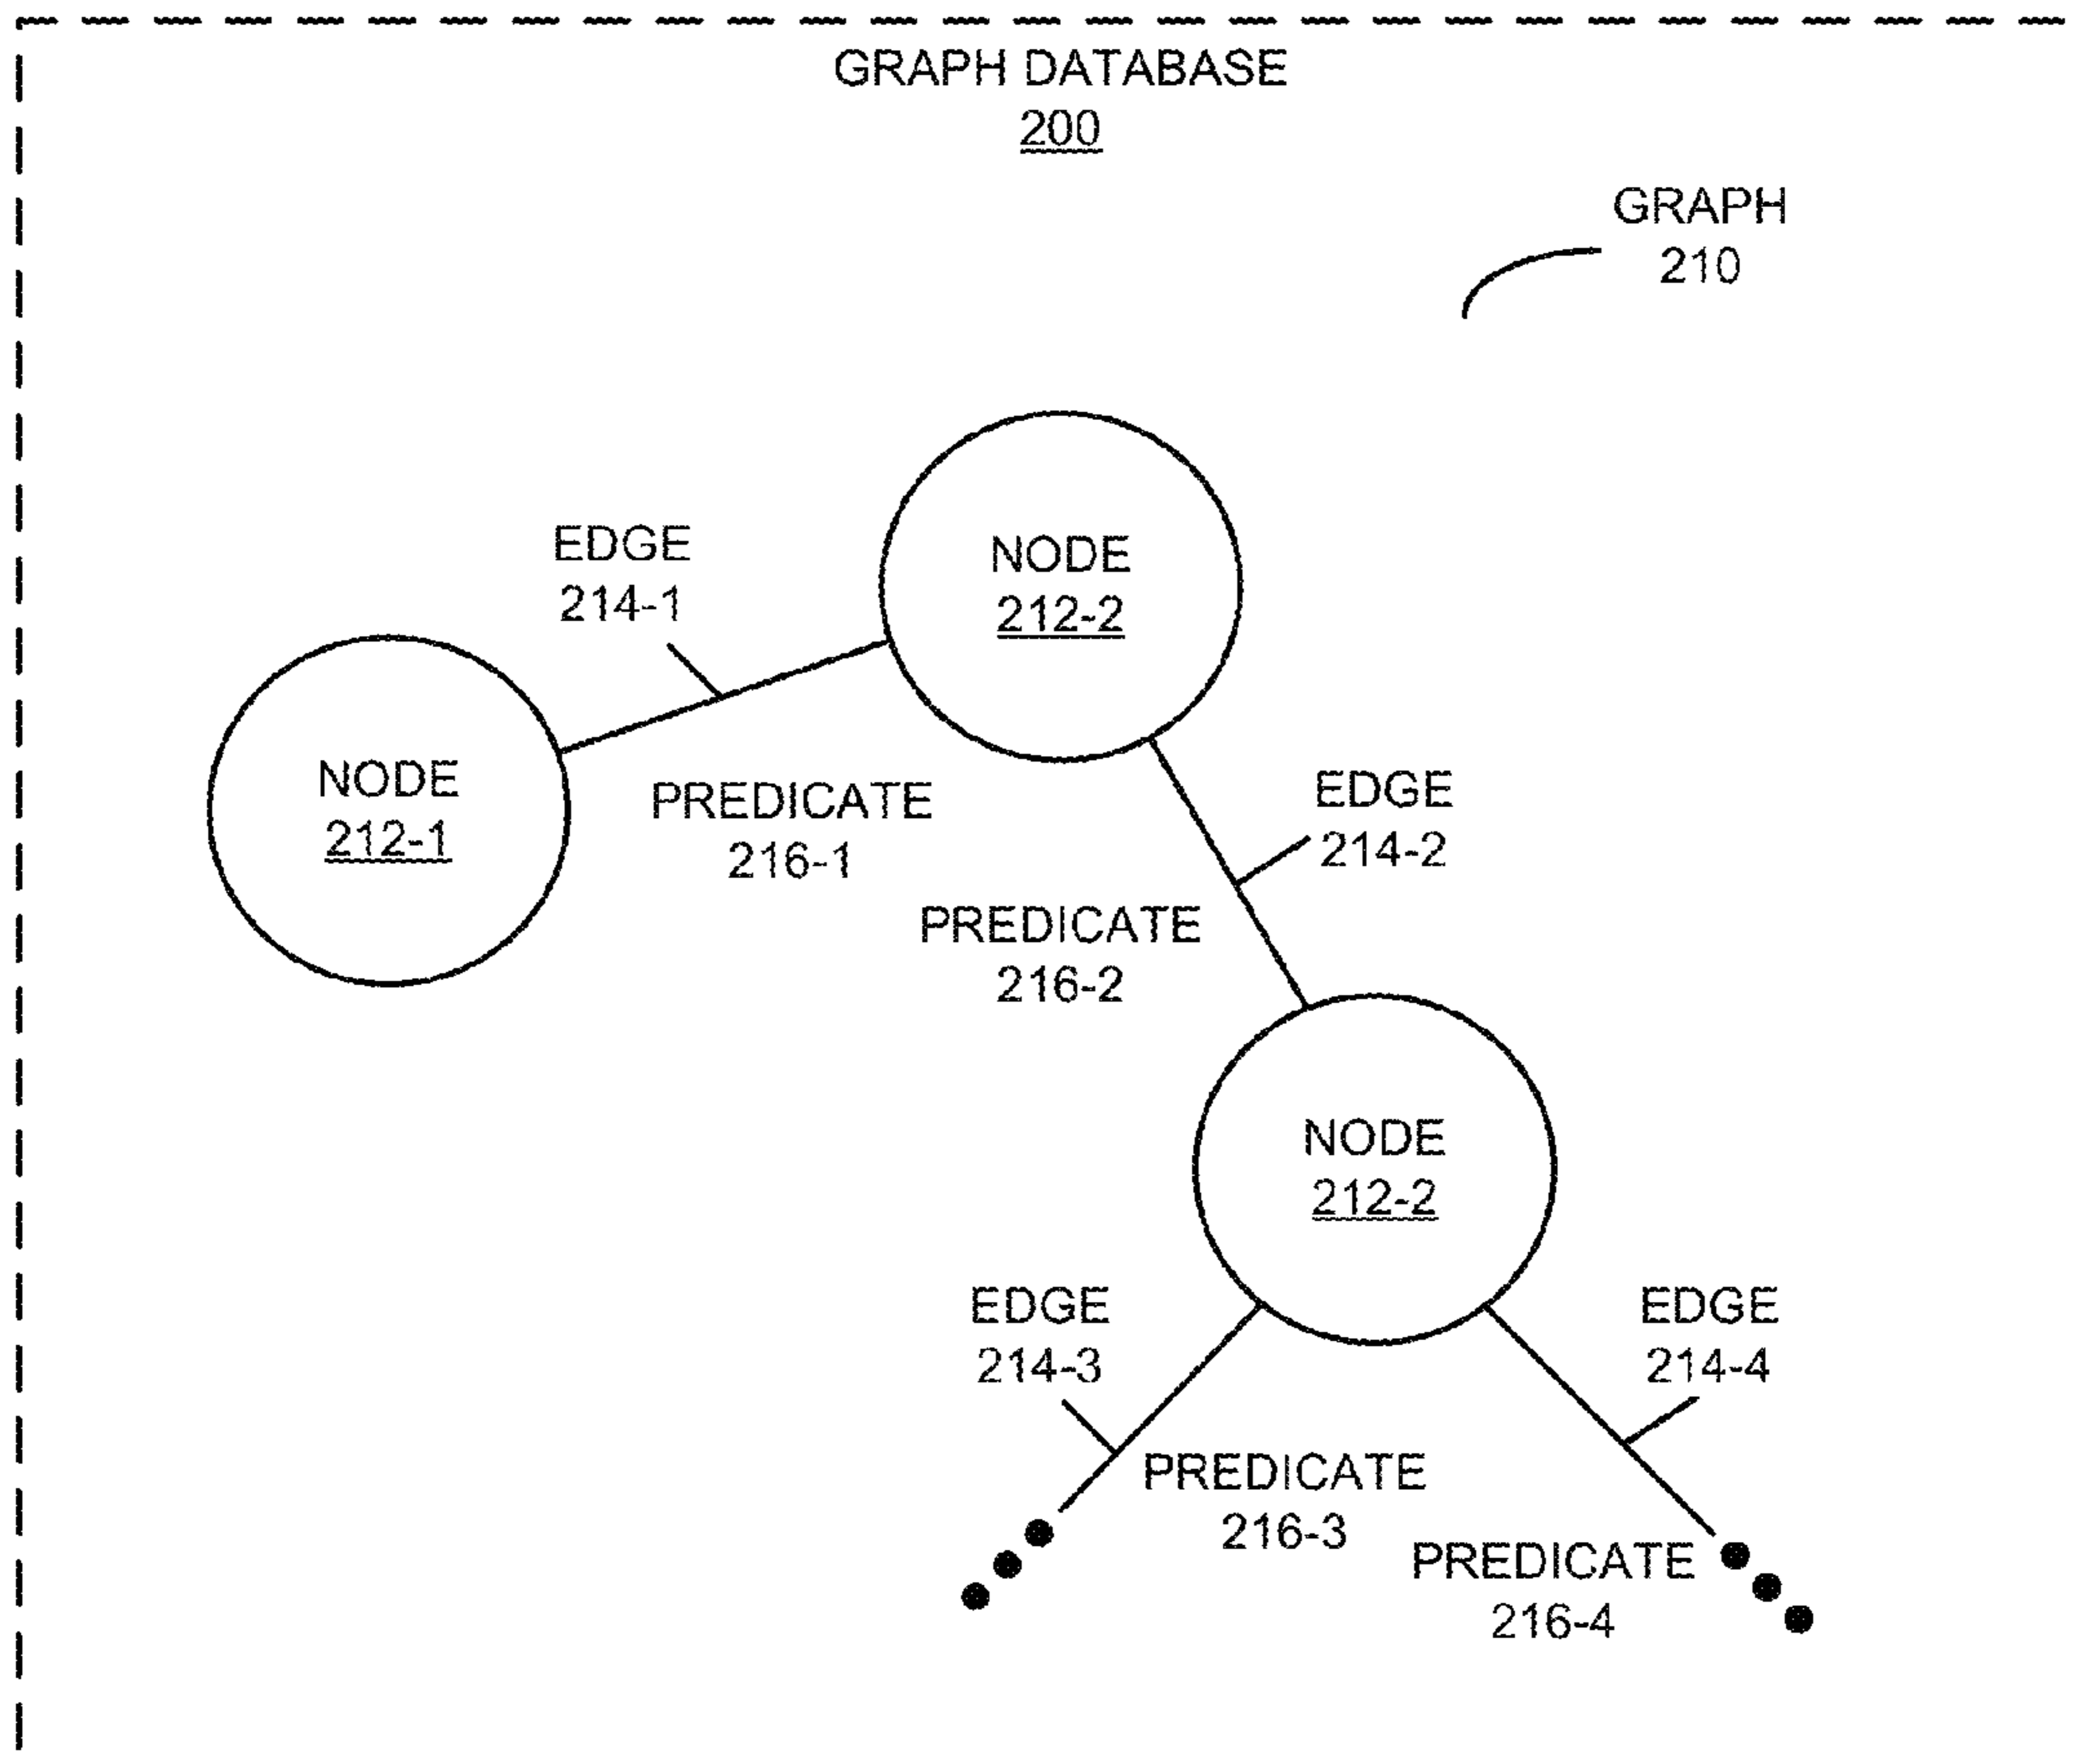 GRAPH DATABASE
200
GRAPH
210
EDGE
214-1
NODE
212-2
NODE
212-1
PREDICATE
216-1
EDGE
214-2
PREDICATE
216-2
NODE
212-2
EDGE
214-3
EDGE
214-4
PREDICATE
216-3
PREDICATE
216-4